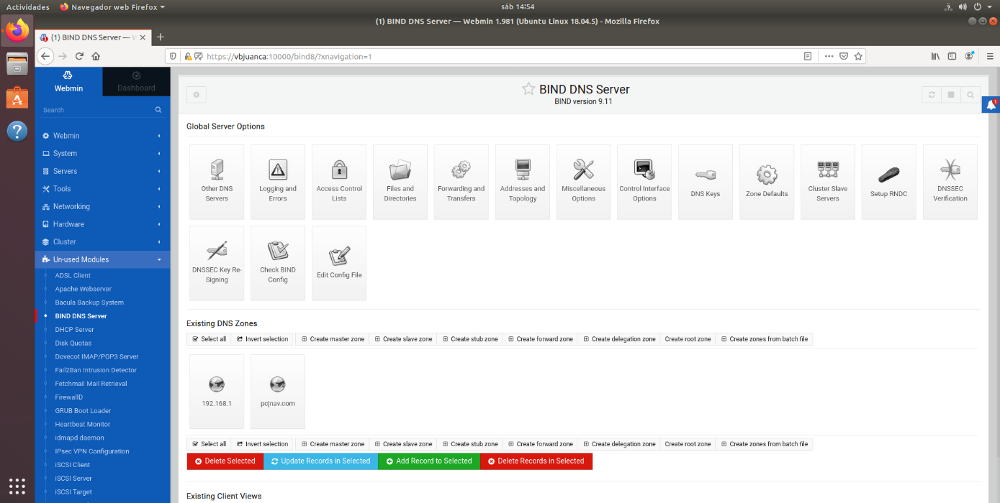 Actividades
Navegador web Firefox
sáb 14:54
(1) BIND DNS Server — Webmin 1.981 (Ubuntu Linux 18.04.5) - Mozilla Firefox
(1) BIND DNS Server — W
https://vbjuanca:10000/bind8/?xnavigation=1
Webmin
Dashboard
Search
Webmin
System
Servers
Tools
Networking
Hardware
Cluster
Un-used Modules
ADSL Client
Apache Webserver
Bacula Backup System
BIND DNS Server
DHCP Server
Disk Quotas
Dovecot IMAP/POP3 Server
Fail2Ban Intrusion Detector
Fetchmail Mail Retrieval
FirewallD
GRUB Boot Loader
Heartbeat Monitor
idmapd daemon
IPsec VPN Configuration
iSCSI Client
iSCSI Server
iSCSI Target
BIND DNS Server
BIND version 9.11
1
Global Server Options
Other DNS
Servers
Logging and
Errors
Access Control
Lists
Files and
Directories
Forwarding and
Transfers
Addresses and
Topology
Miscellaneous
Options
Control Interface
Options
DNS Keys
Zone Defaults
Cluster Slave
Servers
Setup RNDC
DNSSEC
Verification
DNSSEC Key Re-
Signing
Check BIND
Config
Edit Config File
Existing DNS Zones
Select all
Invert selection
Create master zone
Create slave zone
Create stub zone
Create forward zone
Create delegation zone
Create root zone
Create zones from batch file
192.168.1
pcjnav.com
Select all
Invert selection
Create master zone
Create slave zone
Create stub zone
Create forward zone
Create delegation zone
Create root zone
Create zones from batch file
Delete Selected
Update Records in Selected
Add Record to Selected
Delete Records in Selected
Existing Client Views